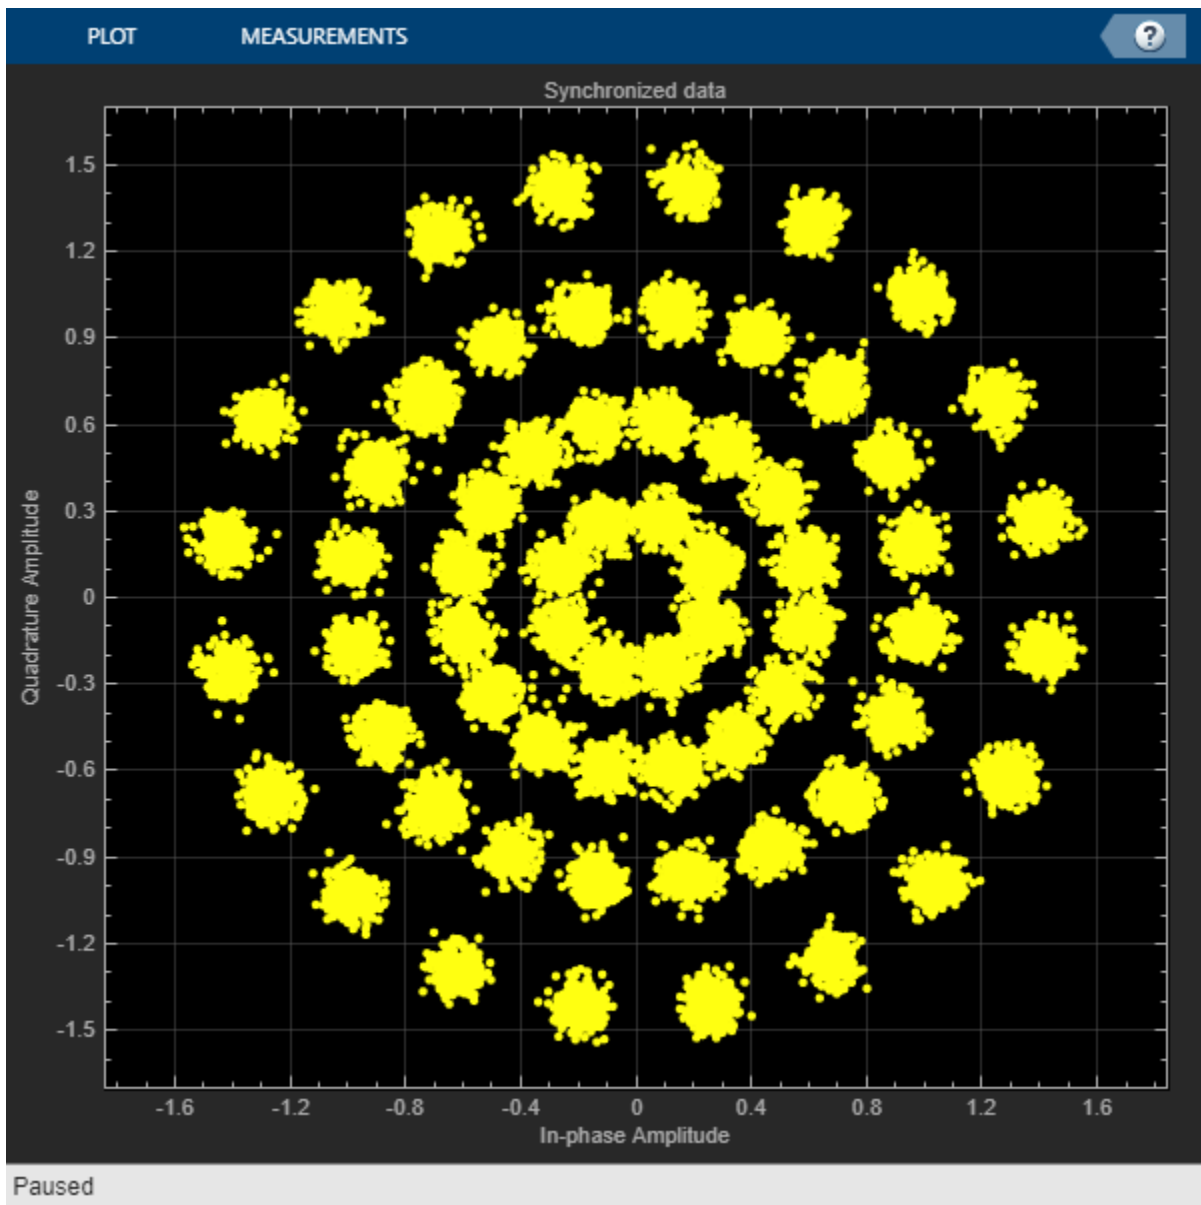 PLOT MEASUREMENTS ?
Synchronized data
1.5
1.2
0.9
0.6
0.3
0
-0.3
-0.6
-0.9
-1.2
-1.5
Quadrature Amplitude
-1.6 -1.2 -0.8 -0.4 0 0.4 0.8 1.2 1.6
In-phase Amplitude
Paused